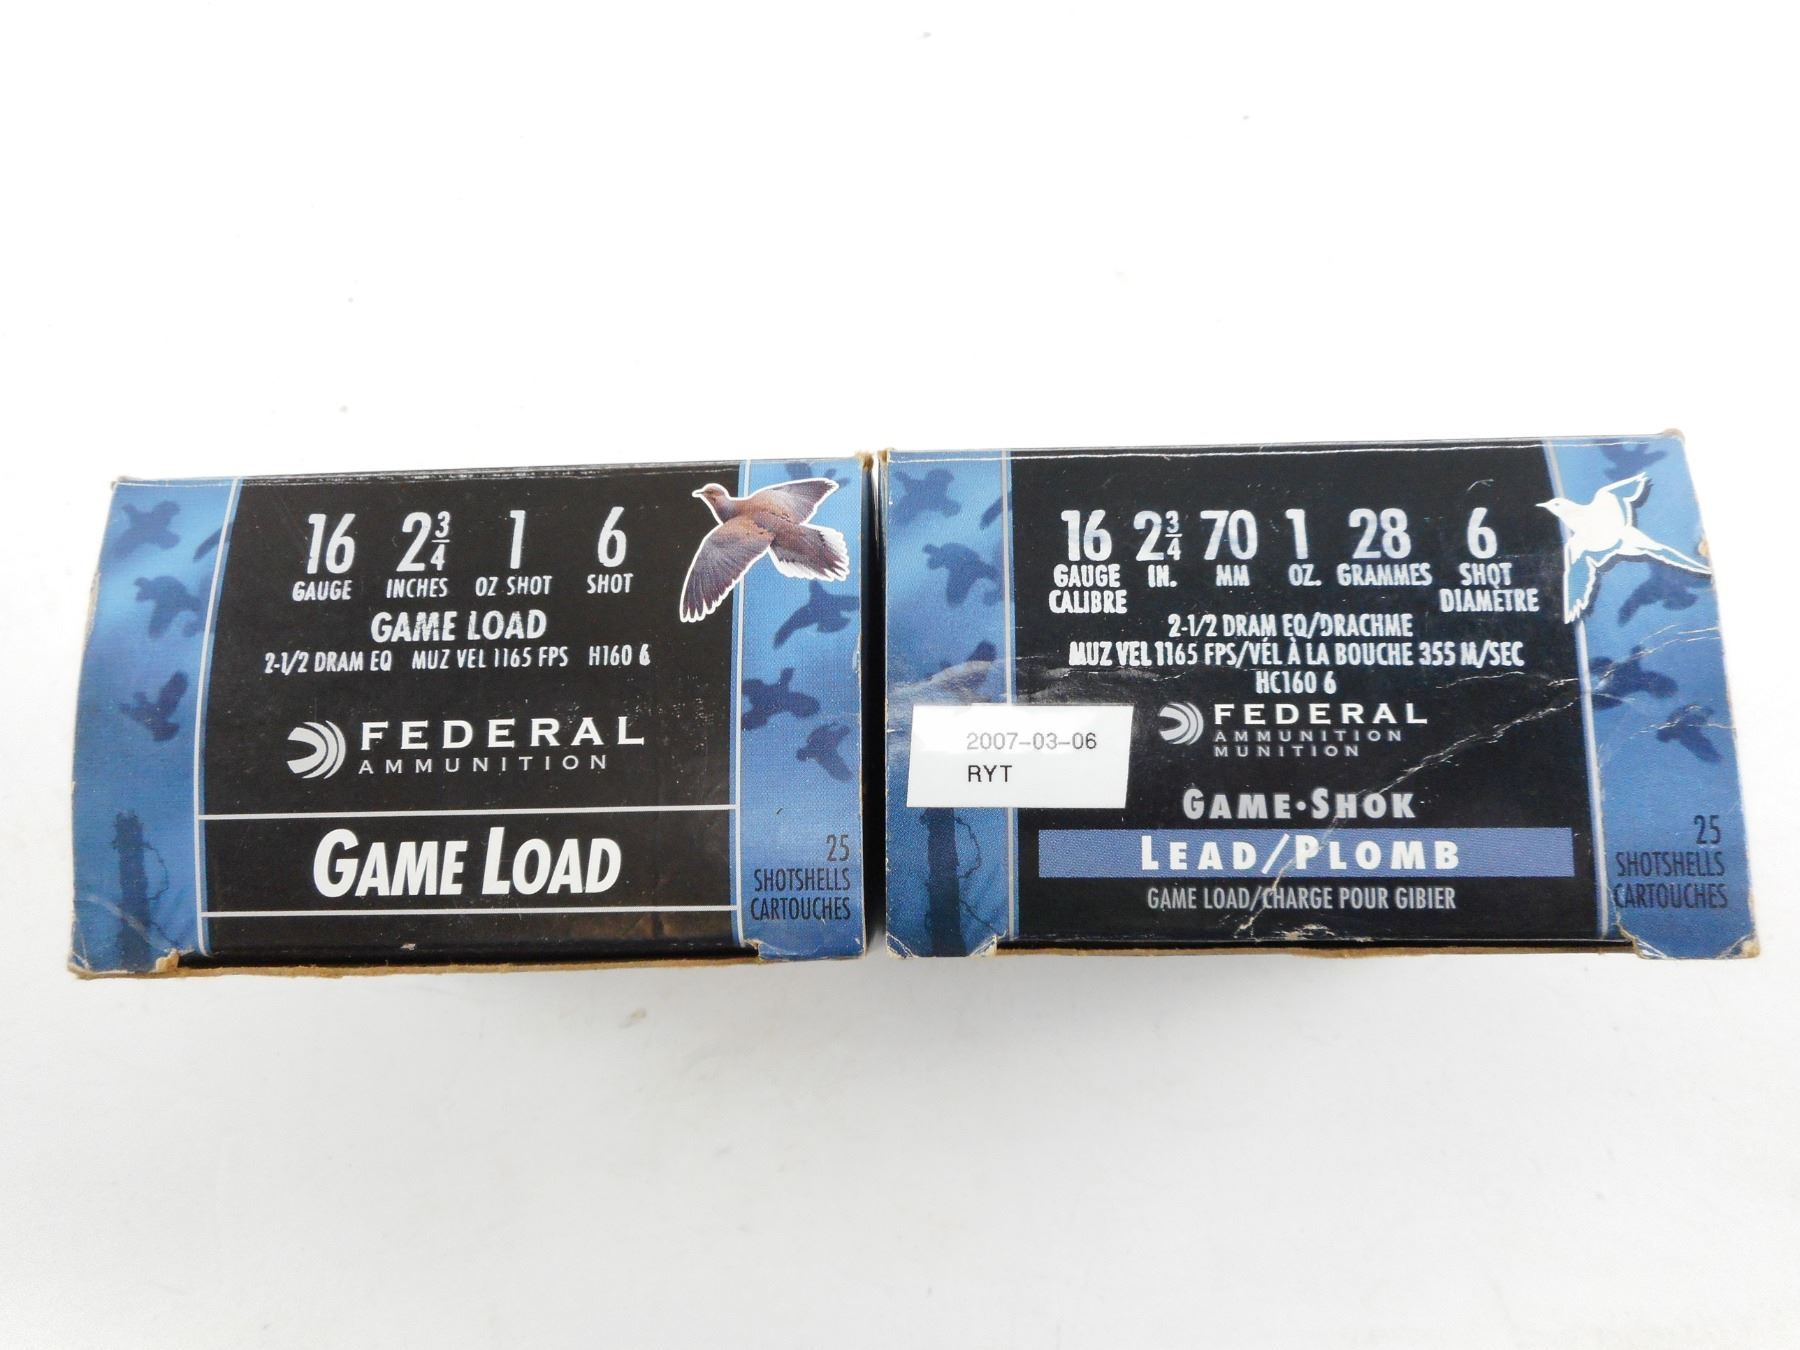 16 2 3/4 1 6
GAUGE INCHES OZ SHOT SHOT
GAME LOAD
2-1/2 DRAM EQ MUZ VEL 1165 FPS H160 6
FEDERAL
AMMUNITION
GAME LOAD
25
SHOTSHELLS
CARTOUCHES
16 2 3/4 70 1 28 6
GAUGE IN. MM OZ. GRAMMES SHOT
CALIBRE DIAMETRE
2-1/2 DRAM EQ/DRACHME
MUZ VEL 1165 FPS/VÉL À LA BOUCHE 355 M/SEC
HC160 6
2007-03-06
RYT
FEDERAL
AMMUNITION
MUNITION
GAME•SHOK
LEAD/PLOMB
GAME LOAD/CHARGE POUR GIBIER
25
SHOTSHELLS
CARTOUCHES